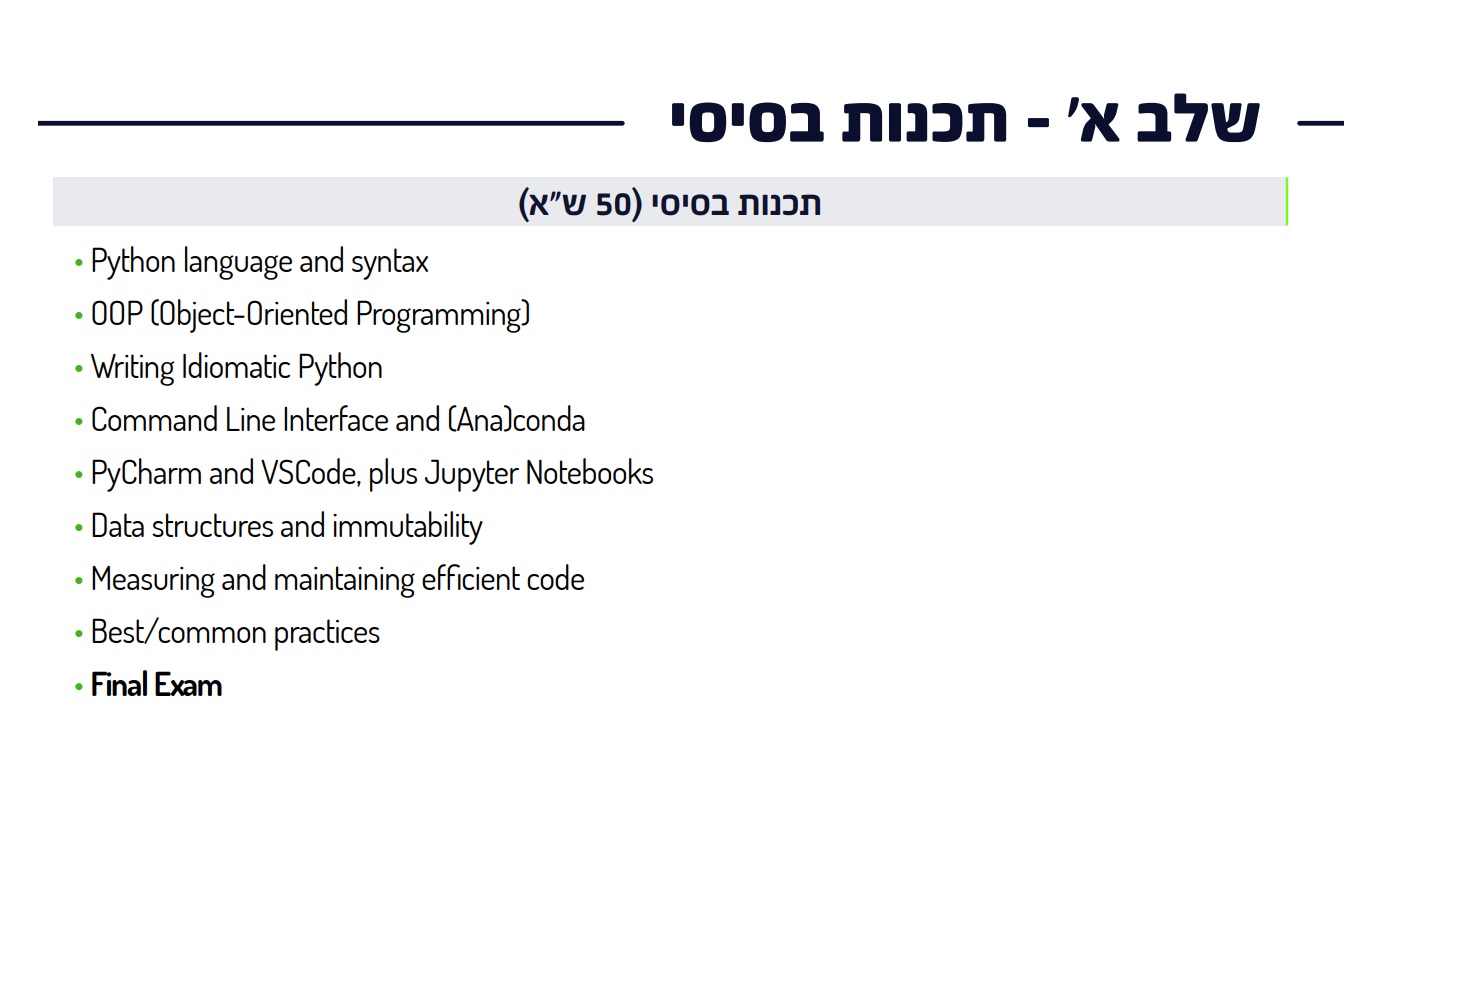 שלב א' - תכנות בסיסי
תכנות בסיסי (50 ש"א)
• Python language and syntax
• OOP (Object-Oriented Programming)
• Writing Idiomatic Python
• Command Line Interface and (Ana)conda
• PyCharm and VSCode, plus Jupyter Notebooks
• Data structures and immutability
• Measuring and maintaining efficient code
• Best/common practices
• Final Exam